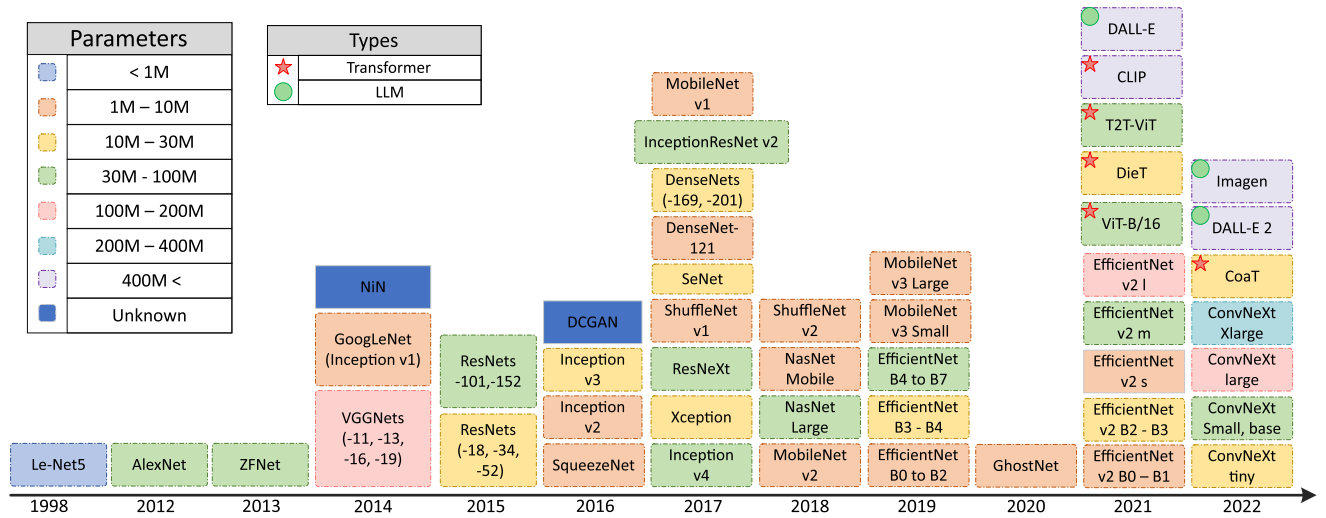 Parameters
< 1M
1M – 10M
10M – 30M
30M - 100M
100M – 200M
200M – 400M
400M <
Unknown
Types
Transformer
LLM
Le-Net5
1998
AlexNet
2012
ZFNet
2013
NiN
GoogLeNet
(Inception v1)
VGGNets
(-11, -13,
-16, -19)
2014
ResNets
-101,-152
ResNets
(-18, -34,
-52)
2015
DCGAN
Inception
v3
Inception
v2
SqueezeNet
2016
MobileNet
v1
InceptionResNet v2
DenseNets
(-169, -201)
DenseNet-
121
SeNet
ShuffleNet
v1
ResNeXt
Xception
Inception
v4
2017
ShuffleNet
v2
NasNet
Mobile
NasNet
Large
MobileNet
v2
2018
MobileNet
v3 Large
MobileNet
v3 Small
EfficientNet
B4 to B7
EfficientNet
B3 - B4
EfficientNet
B0 to B2
2019
GhostNet
2020
DALL-E
CLIP
T2T-ViT
DieT
ViT-B/16
EfficientNet
v2 l
EfficientNet
v2 m
EfficientNet
v2 s
EfficientNet
v2 B2 - B3
EfficientNet
v2 B0 – B1
2021
Imagen
DALL-E 2
CoaT
ConvNeXt
Xlarge
ConvNeXt
large
ConvNeXt
Small, base
ConvNeXt
tiny
2022